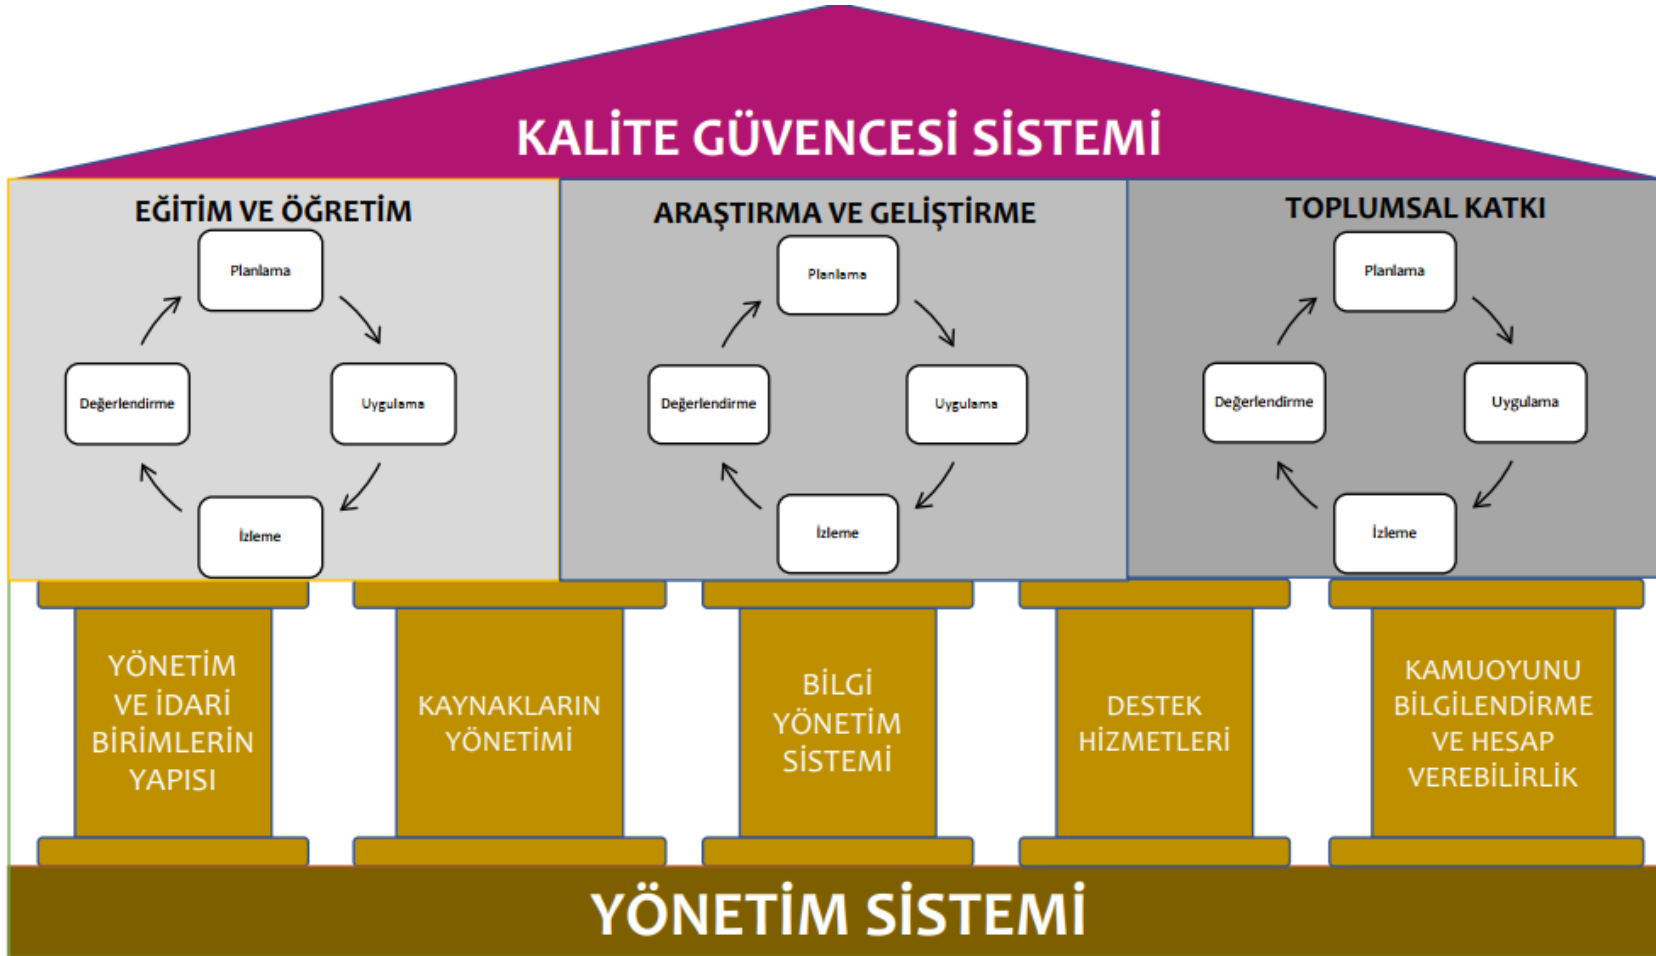 KALİTE GÜVENCESİ SİSTEMİ
EĞİTİM VE ÖĞRETİM
Planlama
Değerlendirme
Uygulama
İzleme
ARAŞTIRMA VE GELİŞTİRME
Planlama
Değerlendirme
Uygulama
İzleme
TOPLUMSAL KATKI
Planlama
Değerlendirme
Uygulama
İzleme
YÖNETİM
VE İDARİ
BİRİMLERİN
YAPISI
KAYNAKLARIN
YÖNETİMİ
BİLGİ
YÖNETİM
SİSTEMİ
DESTEK
HİZMETLERİ
KAMUOYUNU
BİLGİLENDİRME
VE HESAP
VEREBİLİRLİK
YÖNETİM SİSTEMİ